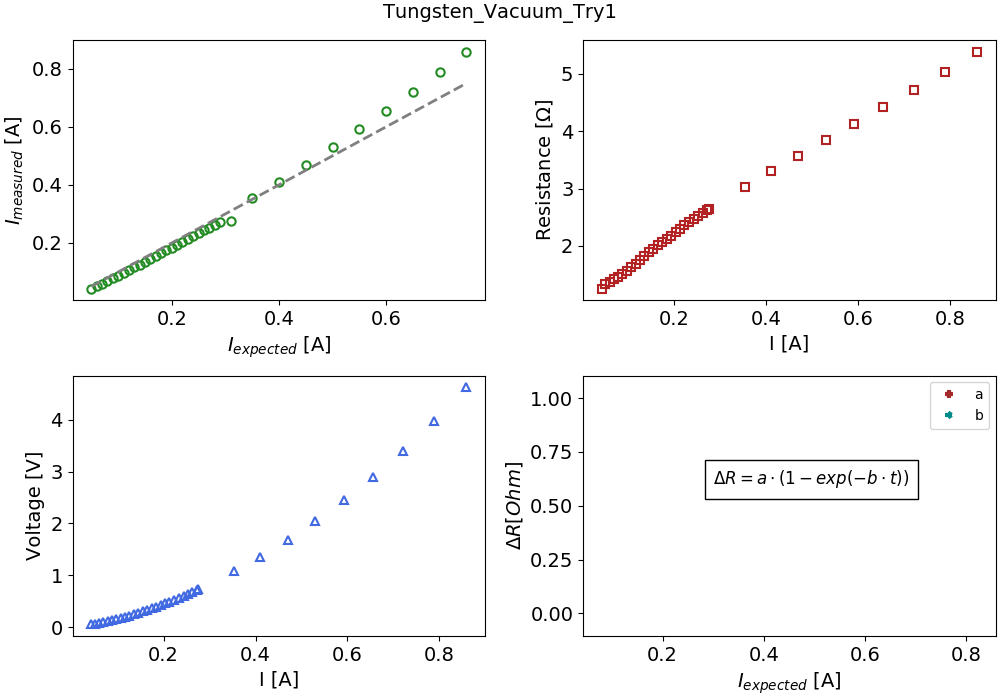 Tungsten_Vacuum_Try1
I_measured [A]
0.8
0.6
0.4
0.2
0.2 0.4 0.6
I_expected [A]
Resistance [Ω]
5
4
3
2
0.2 0.4 0.6 0.8
I [A]
Voltage [V]
4
3
2
1
0
0.2 0.4 0.6 0.8
I [A]
ΔR[Ohm]
1.00
0.75
0.50
0.25
0.00
a
b
ΔR = a · (1 − exp(−b · t))
0.2 0.4 0.6 0.8
I_expected [A]